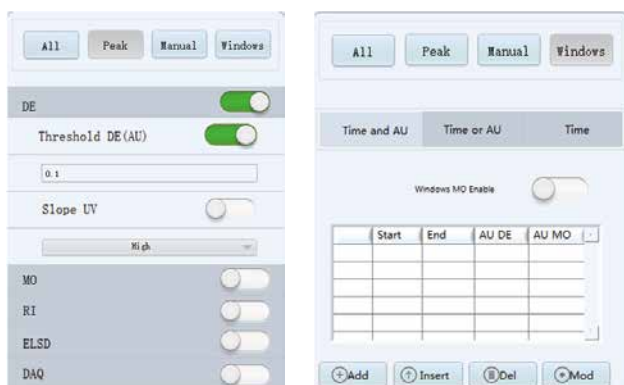 All Peak Manual Windows
DE
Threshold DE(AU)
0.1
Slope UV
High
MO
RI
ELSD
DAQ
All Peak Manual Windows
Time and AU Time or AU Time
Windows MO Enable
Start End AU DE AU MO
Add Insert Del Mod